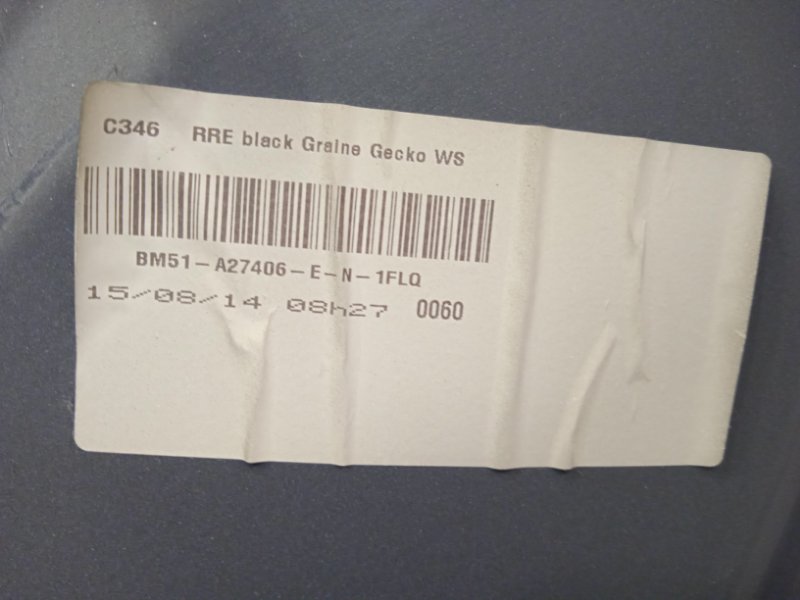 C346 RRE black Graine Gecko WS
BM51-A27406-E-N-1FLQ
15/08/14 08h27 0060